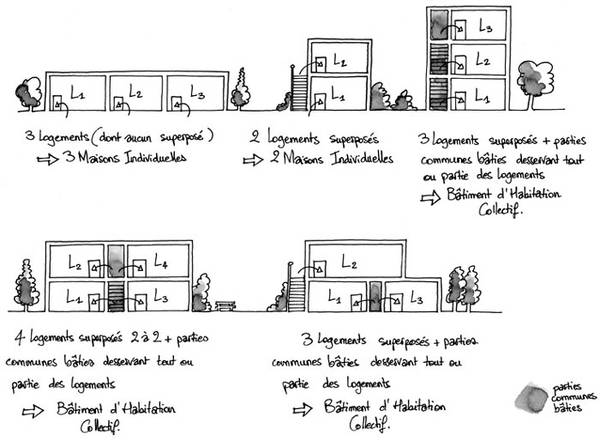 L1 L2 L3
3 Logements (dont aucun superposé)
⇒ 3 Maisons Individuelles
L2
L1
2 Logements superposés
⇒ 2 Maisons Individuelles
L3
L2
L1
3 Logements superposés + parties
communes bâties desservant tout
ou partie des logements
⇒ Bâtiment d'Habitation
Collectif.
L2 L4
L1 L3
4 Logements superposés 2 à 2 + parties
communes bâties desservant tout ou
partie des logements
⇒ Bâtiment d'Habitation
Collectif.
L2
L1 L3
3 Logements superposés + parties
communes bâties desservant tout ou
partie des logements
⇒ Bâtiment d'Habitation
Collectif.
parties
communes
bâties